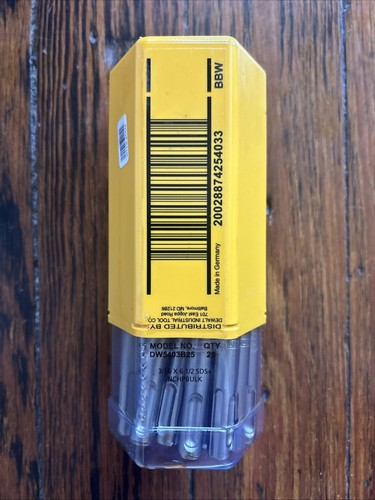 BBW
20028874254033
Made in Germany
DISTRIBUTED BY:
DEWALT INDUSTRIAL TOOL CO.
701 East Joppa Road
Baltimore, MD 21286
MODEL NO. QTY
DW5403B25 25
3/16 X 6 1/2 SDS+